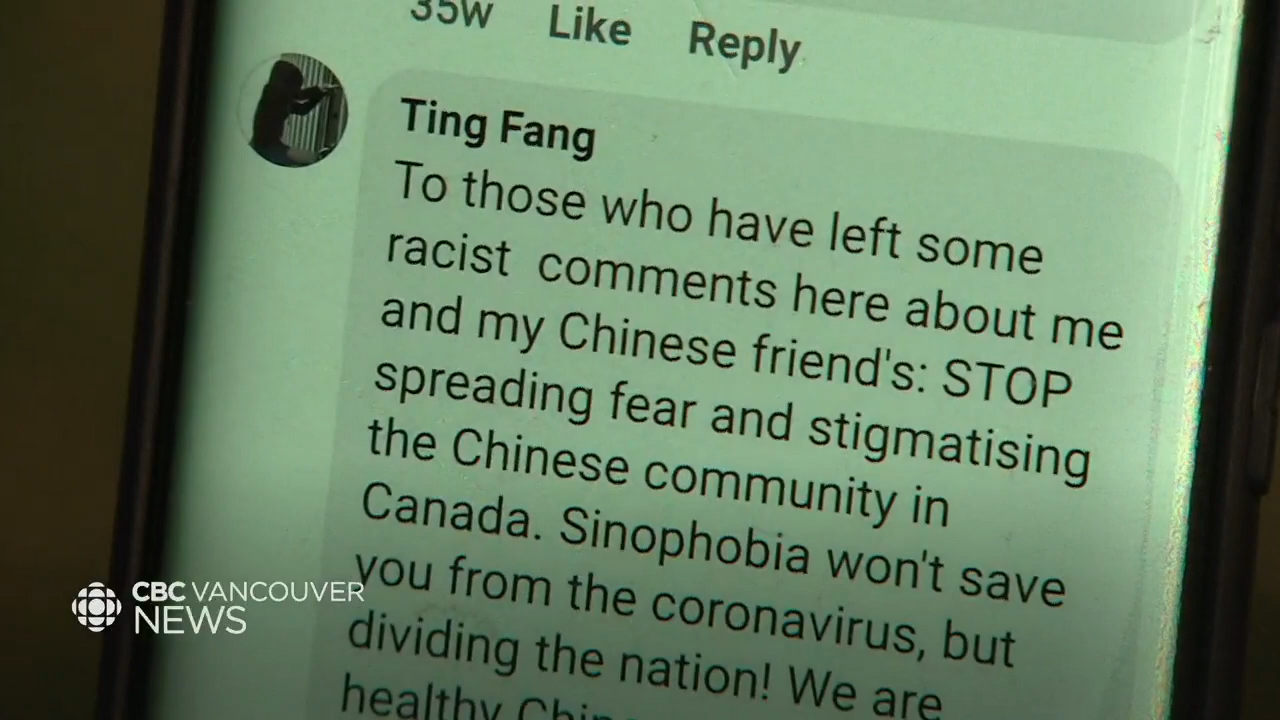 35w Like Reply
Ting Fang
To those who have left some
racist comments here about me
and my Chinese friend's: STOP
spreading fear and stigmatising
the Chinese community in
Canada. Sinophobia won't save
you from the coronavirus, but
dividing the nation! We are
healthy
CBC VANCOUVER
NEWS